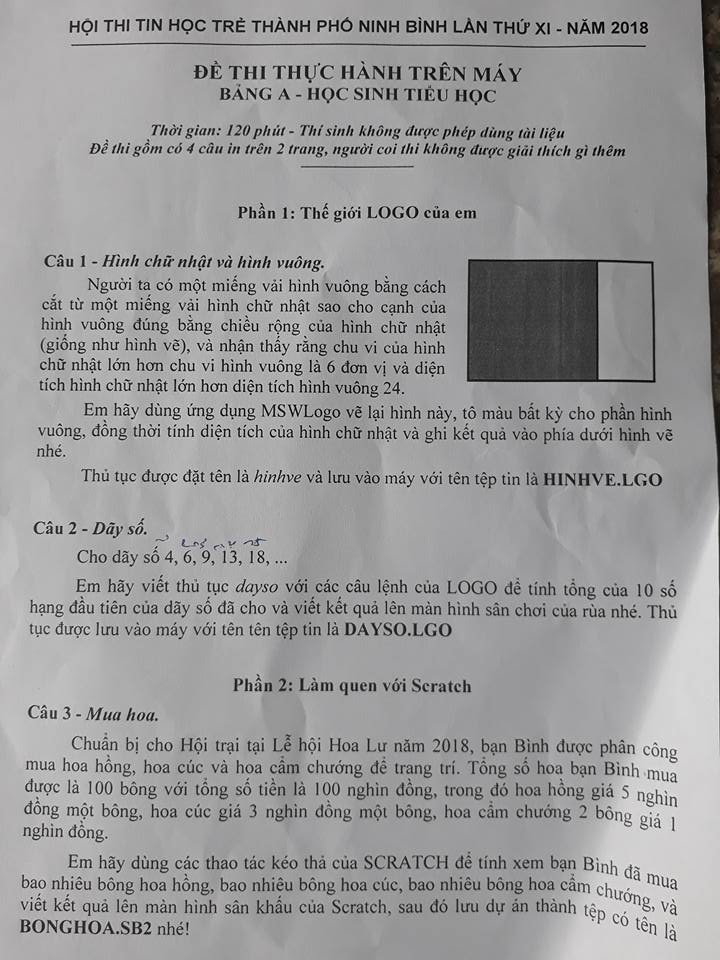 HỘI THI TIN HỌC TRẺ THÀNH PHỐ NINH BÌNH LẦN THỨ XI - NĂM 2018
ĐỀ THI THỰC HÀNH TRÊN MÁY
BẢNG A - HỌC SINH TIỂU HỌC
Thời gian: 120 phút - Thí sinh không được phép dùng tài liệu
Đề thi gồm có 4 câu in trên 2 trang, người coi thi không được giải thích gì thêm
Phần 1: Thế giới LOGO của em
Câu 1 - Hình chữ nhật và hình vuông.
Người ta có một miếng vải hình vuông bằng cách
cắt từ một miếng vải hình chữ nhật sao cho cạnh của
hình vuông đúng bằng chiều rộng của hình chữ nhật
(giống như hình vẽ), và nhận thấy rằng chu vi của hình
chữ nhật lớn hơn chu vi hình vuông là 6 đơn vị và diện
tích hình chữ nhật lớn hơn diện tích hình vuông 24.
Em hãy dùng ứng dụng MSWLogo vẽ lại hình này, tô màu bất kỳ cho phần hình
vuông, đồng thời tính diện tích của hình chữ nhật và ghi kết quả vào phía dưới hình vẽ
nhé.
Thủ tục được đặt tên là hinhve và lưu vào máy với tên tệp tin là HINHVE.LGO
Câu 2 - Dãy số.
Cho dãy số 4, 6, 9, 13, 18, ...
Em hãy viết thủ tục dayso với các câu lệnh của LOGO để tính tổng của 10 số
hạng đầu tiên của dãy số đã cho và viết kết quả lên màn hình sân chơi của rùa nhé. Thủ
tục được lưu vào máy với tên tên tệp tin là DAYSO.LGO
Phần 2: Làm quen với Scratch
Câu 3 - Mua hoa.
Chuẩn bị cho Hội trại tại Lễ hội Hoa Lư năm 2018, bạn Bình được phân công
mua hoa hồng, hoa cúc và hoa cẩm chướng để trang trí. Tổng số hoa bạn Bình mua
được là 100 bông với tổng số tiền là 100 nghìn đồng, trong đó hoa hồng giá 5 nghìn
đồng một bông, hoa cúc giá 3 nghìn đồng một bông, hoa cẩm chướng 2 bông giá 1
nghìn đồng.
Em hãy dùng các thao tác kéo thả của SCRATCH để tính xem bạn Bình đã mua
bao nhiêu bông hoa hồng, bao nhiêu bông hoa cúc, bao nhiêu bông hoa cẩm chướng, và
viết kết quả lên màn hình sân khấu của Scratch, sau đó lưu dự án thành tệp có tên là
BONGHOA.SB2 nhé!